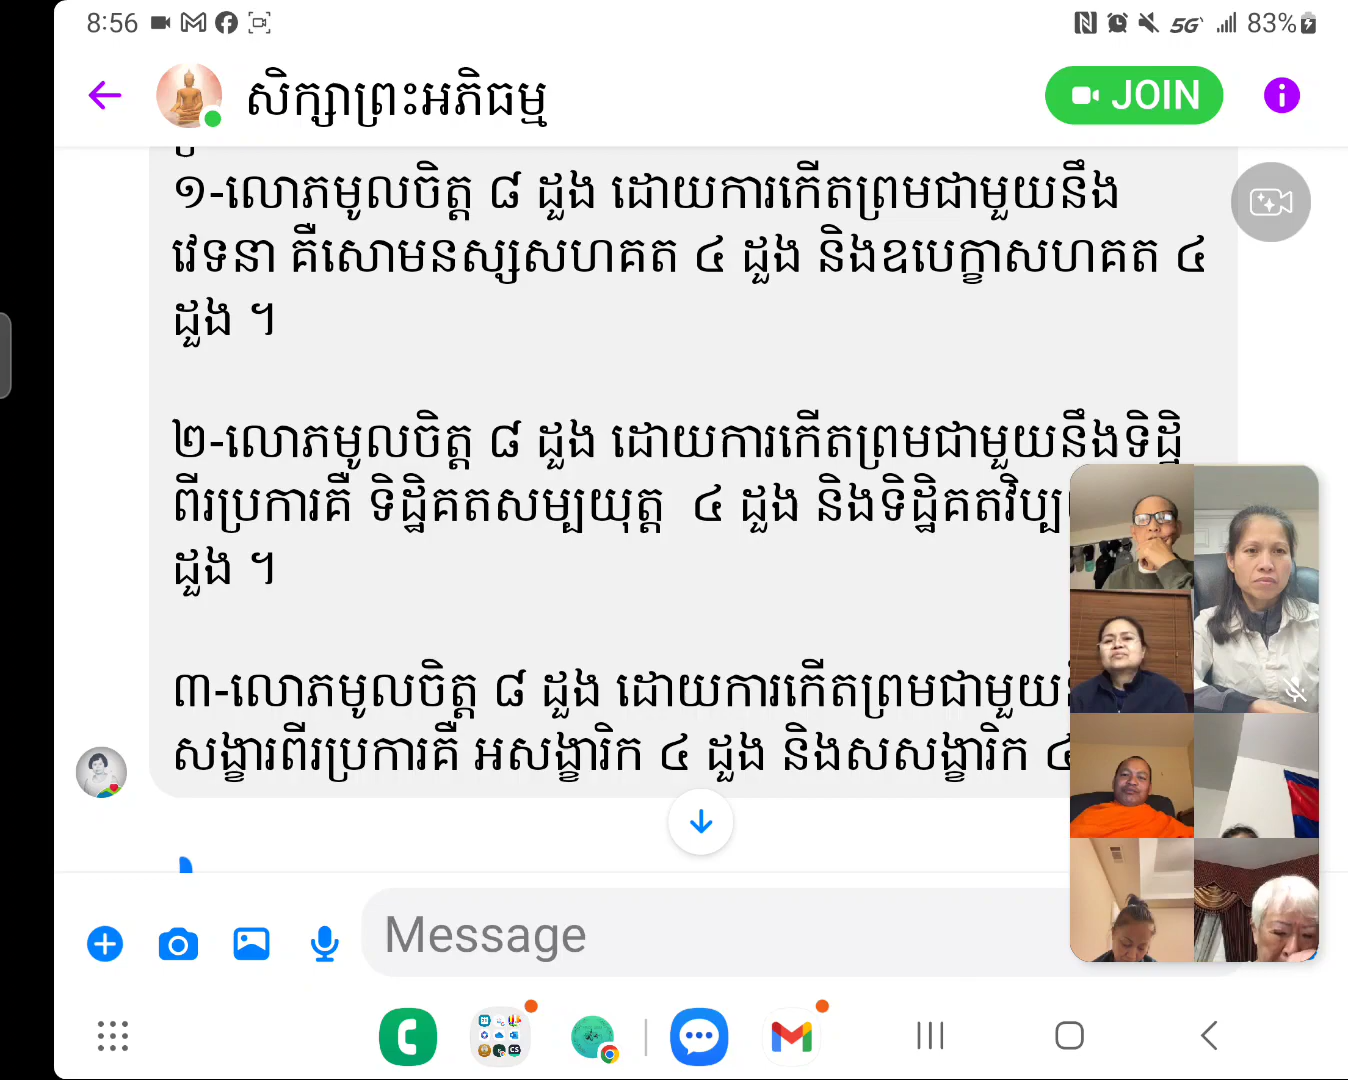 8:56
5G 83%
សិក្សាព្រះអភិធម្ម
JOIN
១-លោភមូលចិត្ត ៨ ដួង ដោយការកើតព្រមជាមួយនឹង
វេទនា គឺសោមនស្សសហគត ៤ ដួង និងឧបេក្ខាសហគត ៤
ដួង ។
២-លោភមូលចិត្ត ៨ ដួង ដោយការកើតព្រមជាមួយនឹងទិដ្ឋិ
ពីរប្រការគឺ ទិដ្ឋិគតសម្បយុត្ត ៤ ដួង និង
ដួង ។
៣-លោភមូលចិត្ត ៨ ដួង ដោយការកើតព្រមជាមួយ
សង្ខារពីរប្រការគឺ អសង្ខារិក ៤ ដួង និងសសង្ខារិក ៤
Message